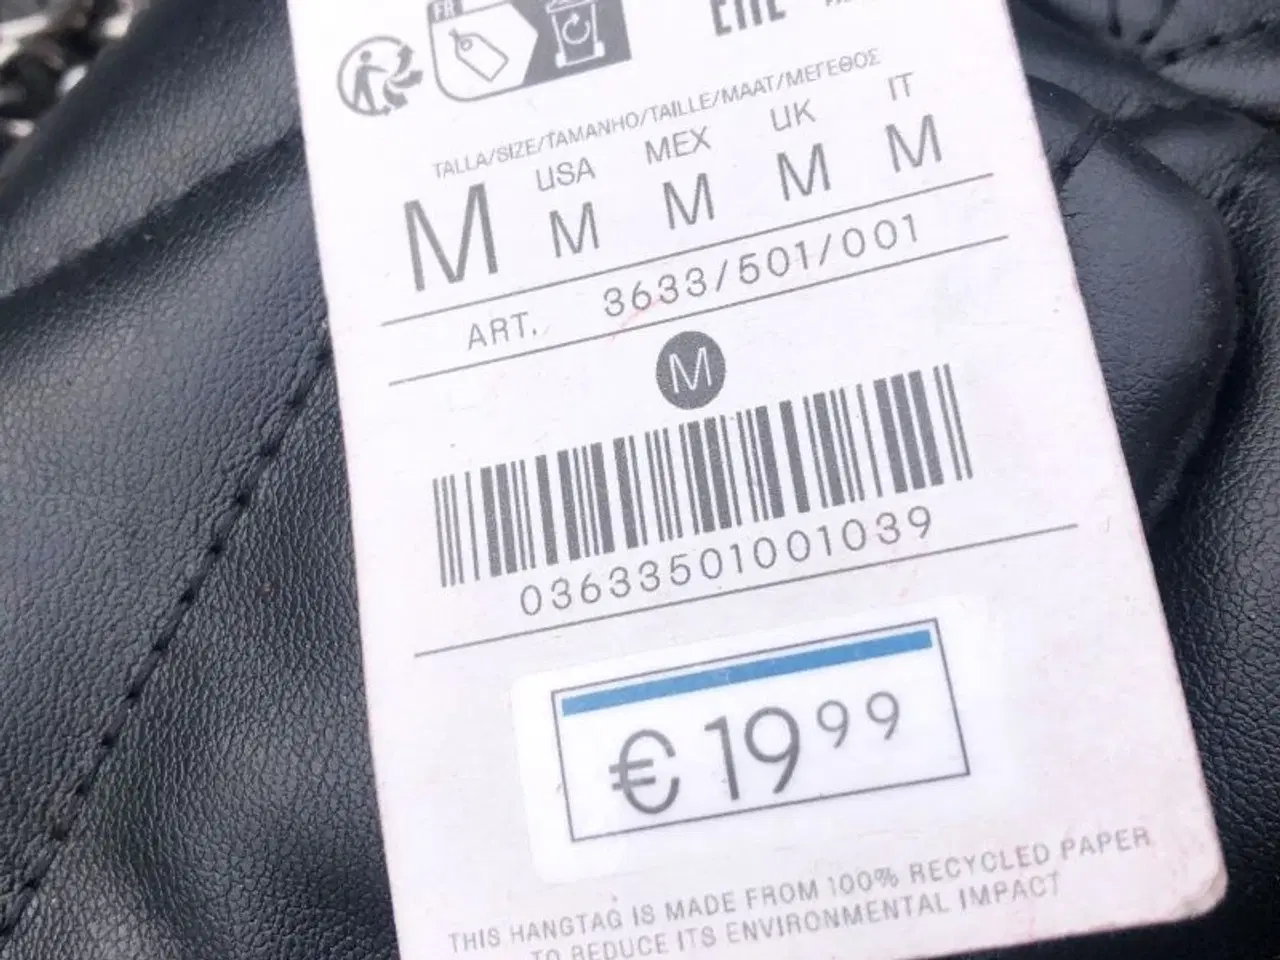 FR
EAC
TALLA/SIZE/TAMANHO/TAILLE/MAAT/ΜΕΓΕΘΟΣ
M USA M MEX M UK M IT M
ART. 3633/501/001
M
03633501001039
€ 19 99
THIS HANGTAG IS MADE FROM 100% RECYCLED PAPER
TO REDUCE ITS ENVIRONMENTAL IMPACT